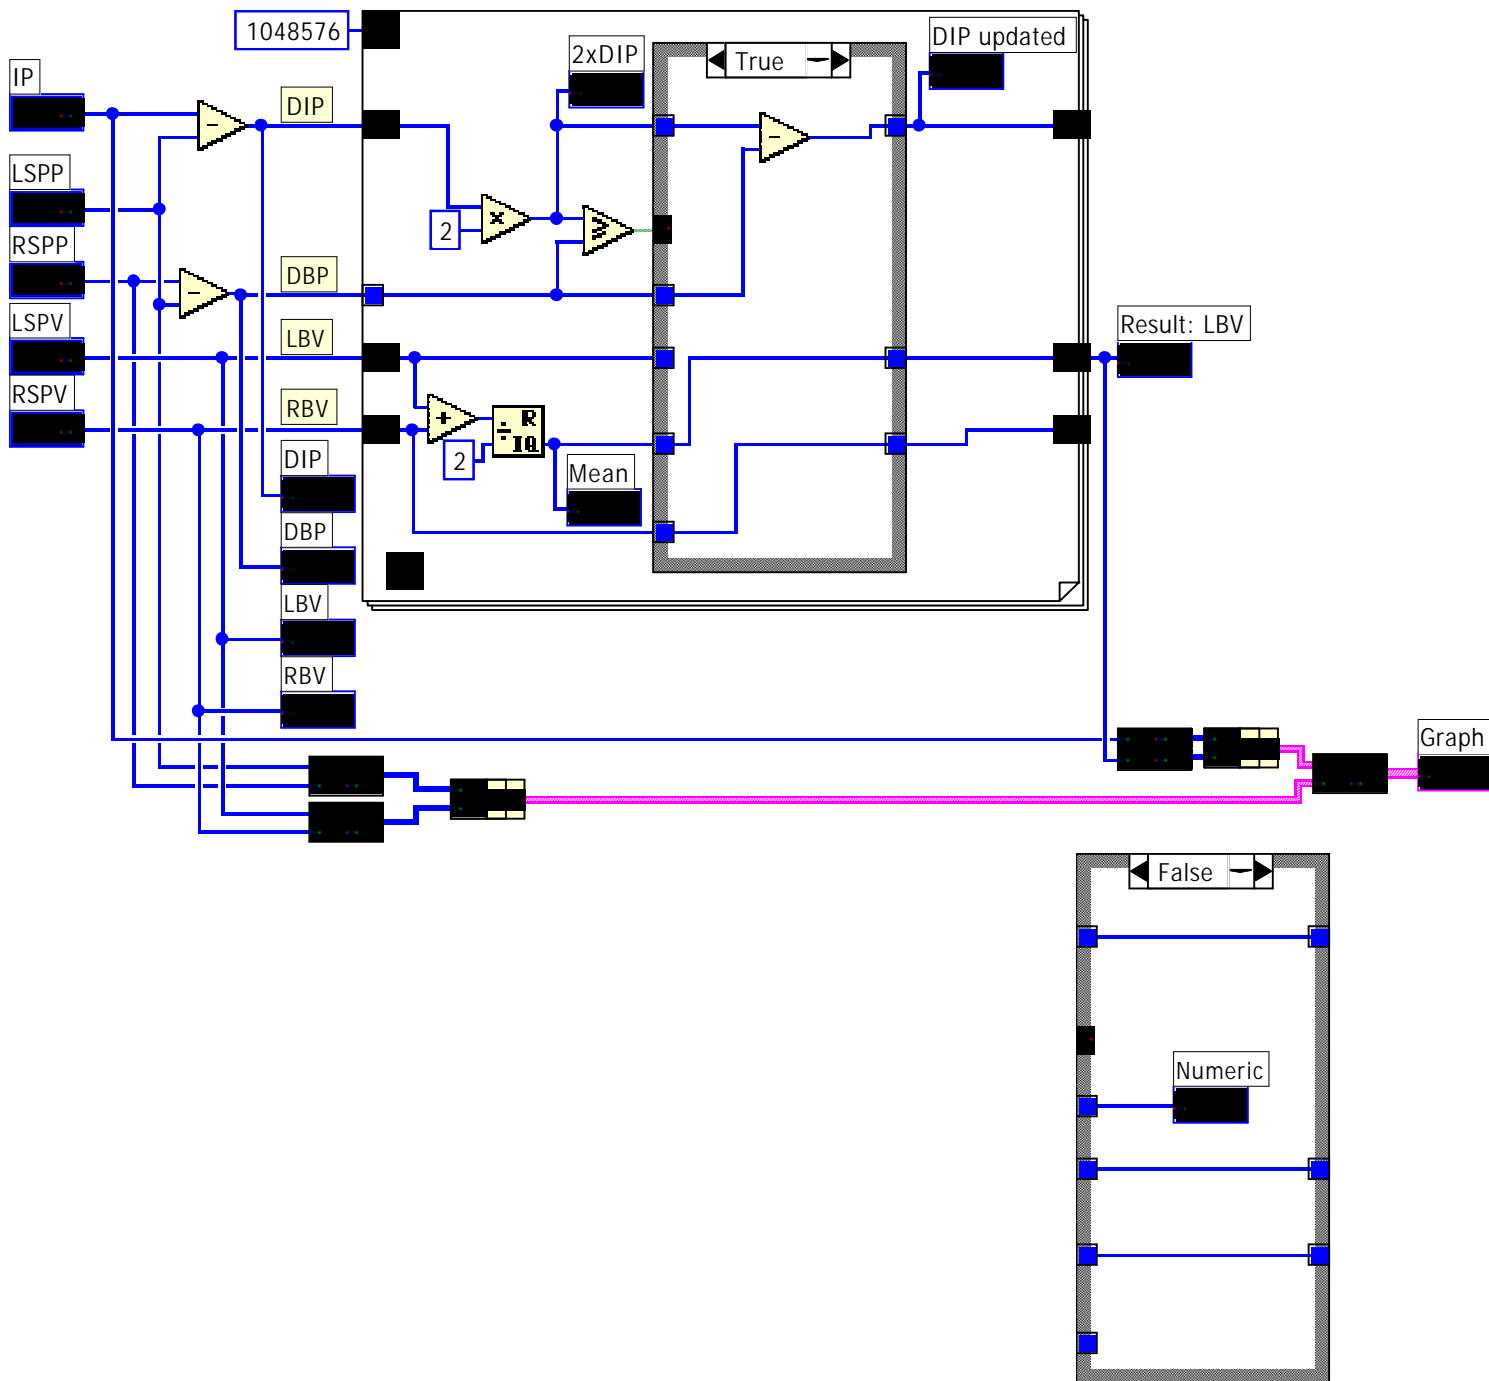 1048576
IP
LSPP
RSPP
LSPV
RSPV
DIP
DBP
LBV
RBV
2xDIP
True
DIP updated
-
-
-
x
2
≥
+
R
÷
IQ
2
Mean
Result: LBV
DIP
DBP
LBV
RBV
Graph
False
Numeric